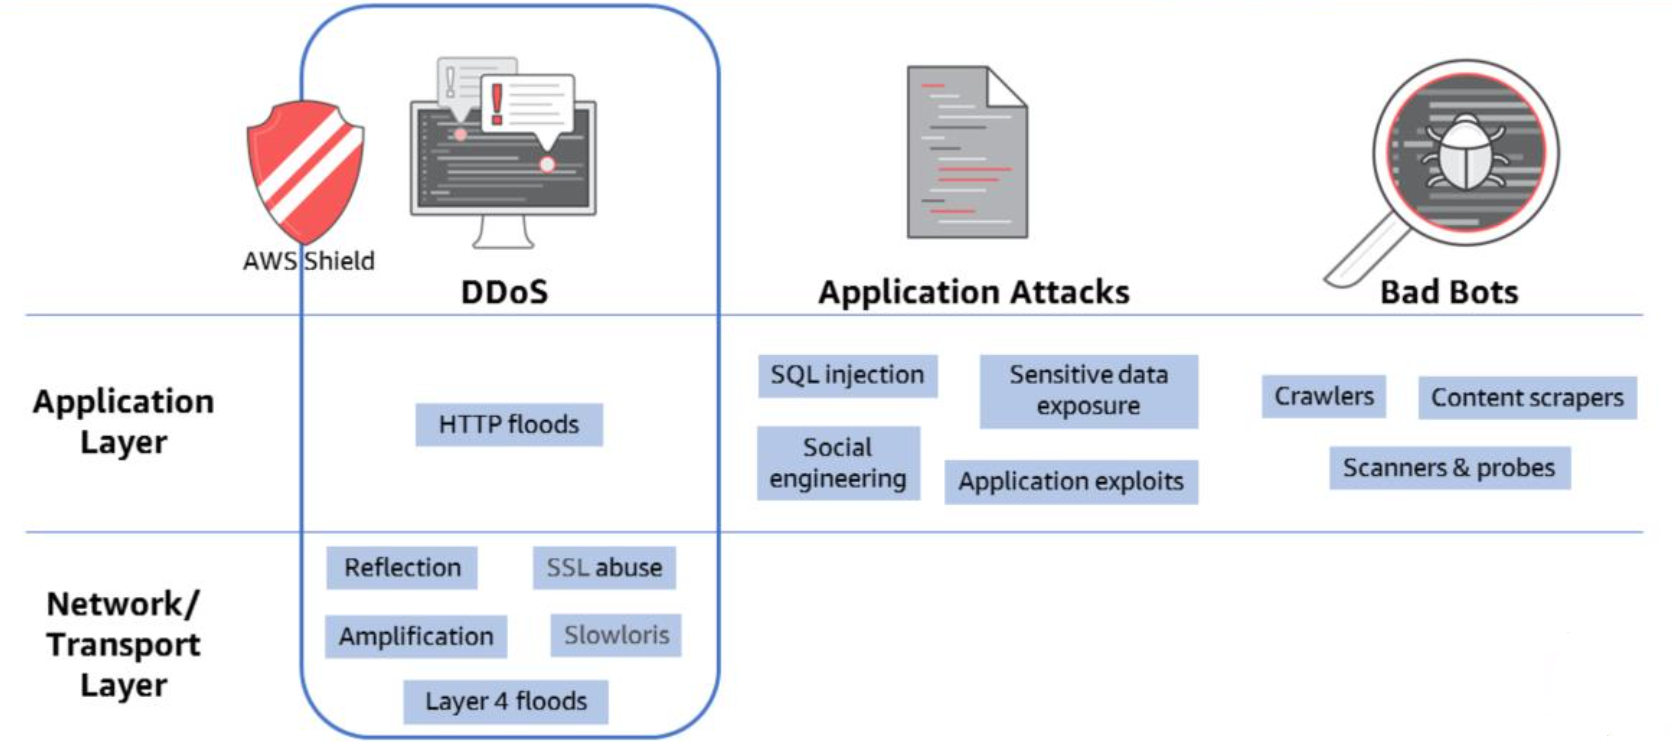 AWS Shield
DDoS
Application Attacks
Bad Bots
Application
Layer
HTTP floods
SQL injection
Sensitive data
exposure
Social
engineering
Application exploits
Crawlers
Content scrapers
Scanners & probes
Network/
Transport
Layer
Reflection
SSL abuse
Amplification
Slowloris
Layer 4 floods